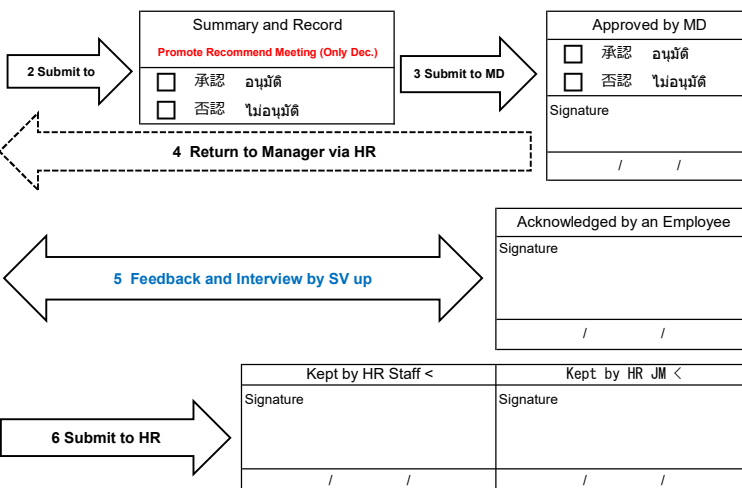 Summary and Record
Promote Recommend Meeting (Only Dec.)
2 Submit to
承認 อนุมัติ
否認 ไม่อนุมัติ
3 Submit to MD
Approved by MD
承認 อนุมัติ
否認 ไม่อนุมัติ
Signature
/ /
4 Return to Manager via HR
5 Feedback and Interview by SV up
Acknowledged by an Employee
Signature
/ /
6 Submit to HR
Kept by HR Staff <
Signature
/ /
Kept by HR JM <
Signature
/ /